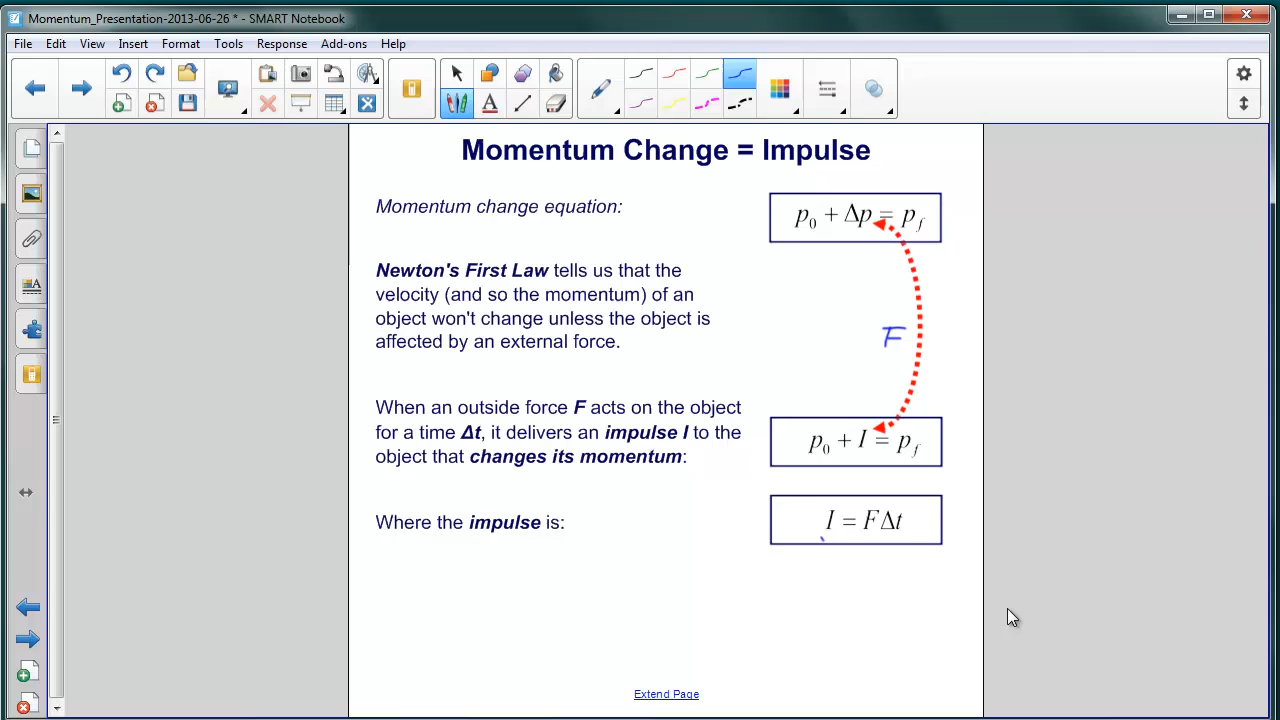 Momentum_Presentation-2013-06-26 * - SMART Notebook
File Edit View Insert Format Tools Response Add-ons Help
Momentum Change = Impulse
Momentum change equation:
p₀ + Δp = p_f
Newton's First Law tells us that the
velocity (and so the momentum) of an
object won't change unless the object is
affected by an external force.
F
When an outside force F acts on the object
for a time Δt, it delivers an impulse I to the
object that changes its momentum:
p₀ + I = p_f
Where the impulse is:
I = FΔt
Extend Page